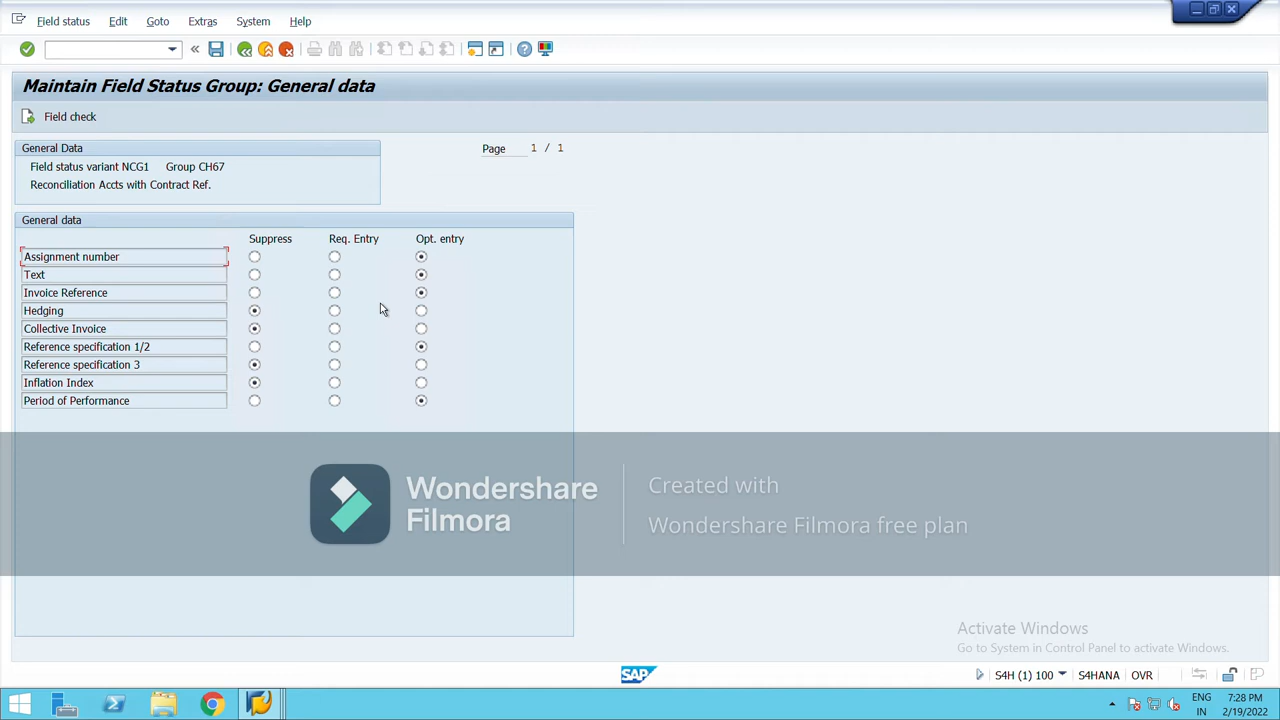 Field status Edit Goto Extras System Help
Maintain Field Status Group: General data
Field check
General Data
Field status variant NCG1 Group CH67
Reconciliation Accts with Contract Ref.
Page 1 / 1
General data
Suppress Req. Entry Opt. entry
Assignment number
Text
Invoice Reference
Hedging
Collective Invoice
Reference specification 1/2
Reference specification 3
Inflation Index
Period of Performance
Wondershare
Filmora
Created with
Wondershare Filmora free plan
Activate Windows
Go to System in Control Panel to activate Windows.
SAP
S4H (1) 100 S4HANA OVR
ENG
IN
7:28 PM
2/19/2022